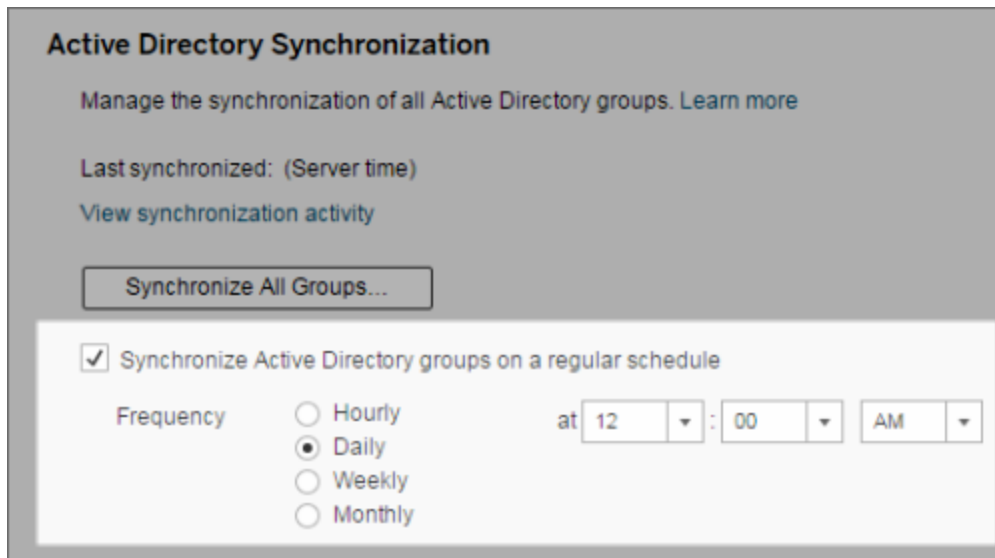 Active Directory Synchronization
Manage the synchronization of all Active Directory groups. Learn more
Last synchronized: (Server time)
View synchronization activity
Synchronize All Groups...
Synchronize Active Directory groups on a regular schedule
Frequency Hourly at 12 : 00 AM
Daily
Weekly
Monthly